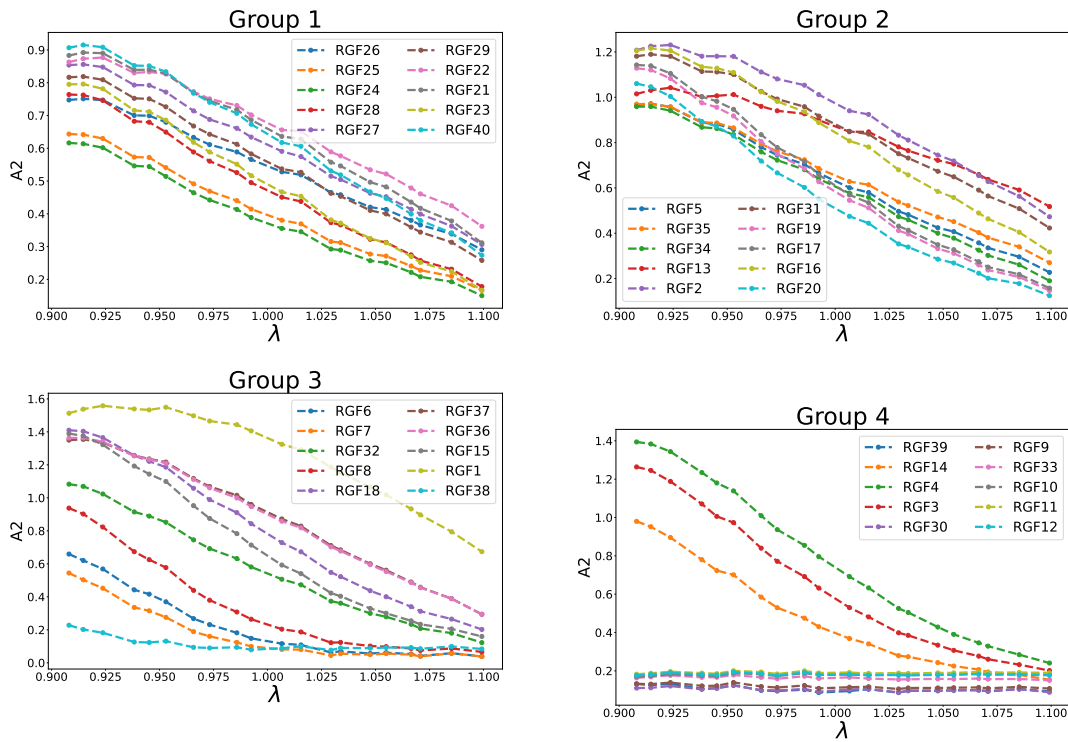 Group 1
A2
0.9
0.8
0.7
0.6
0.5
0.4
0.3
0.2
RGF26 RGF29
RGF25 RGF22
RGF24 RGF21
RGF28 RGF23
RGF27 RGF40
0.900 0.925 0.950 0.975 1.000 1.025 1.050 1.075 1.100
λ
Group 2
A2
1.2
1.0
0.8
0.6
0.4
0.2
RGF5 RGF31
RGF35 RGF19
RGF34 RGF17
RGF13 RGF16
RGF2 RGF20
0.900 0.925 0.950 0.975 1.000 1.025 1.050 1.075 1.100
λ
Group 3
A2
1.6
1.4
1.2
1.0
0.8
0.6
0.4
0.2
0.0
RGF6 RGF37
RGF7 RGF36
RGF32 RGF15
RGF8 RGF1
RGF18 RGF38
0.900 0.925 0.950 0.975 1.000 1.025 1.050 1.075 1.100
λ
Group 4
A2
1.4
1.2
1.0
0.8
0.6
0.4
0.2
RGF39 RGF9
RGF14 RGF33
RGF4 RGF10
RGF3 RGF11
RGF30 RGF12
0.900 0.925 0.950 0.975 1.000 1.025 1.050 1.075 1.100
λ